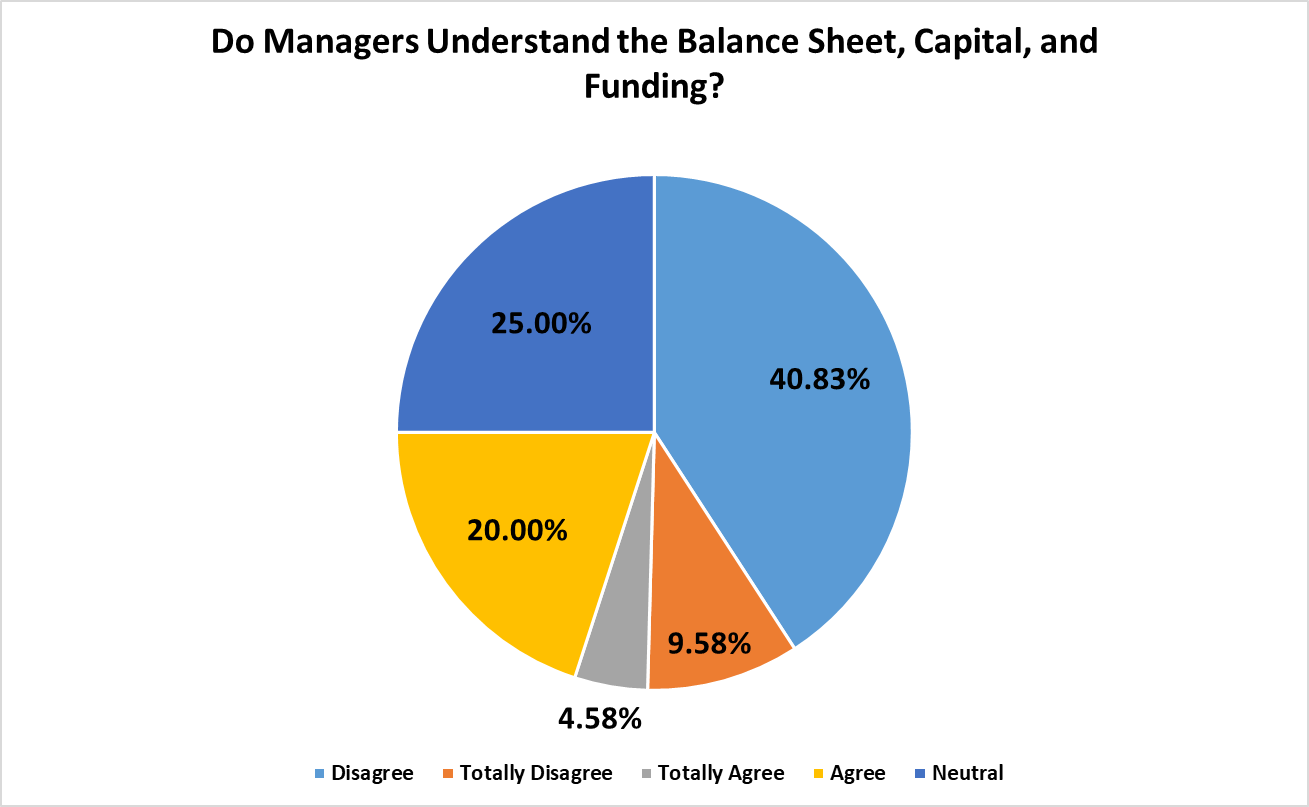 Do Managers Understand the Balance Sheet, Capital, and
Funding?
25.00%
40.83%
20.00%
9.58%
4.58%
Disagree Totally Disagree Totally Agree Agree Neutral